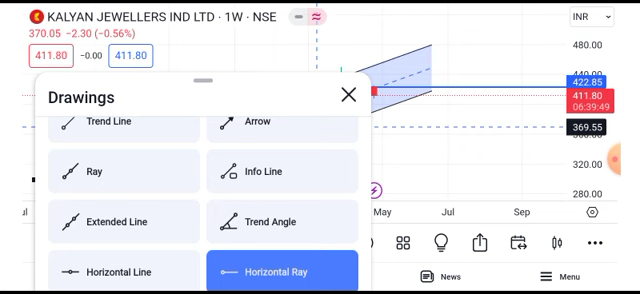 KALYAN JEWELLERS IND LTD · 1W · NSE
INR
370.05 −2.30 (−0.56%)
411.80 −0.00 411.80
480.00
440.00
422.85
411.80
06:39:49
369.55
320.00
280.00
Drawings
Trend Line
Arrow
Ray
Info Line
Extended Line
Trend Angle
Horizontal Line
Horizontal Ray
May
Jul
Sep
News
Menu